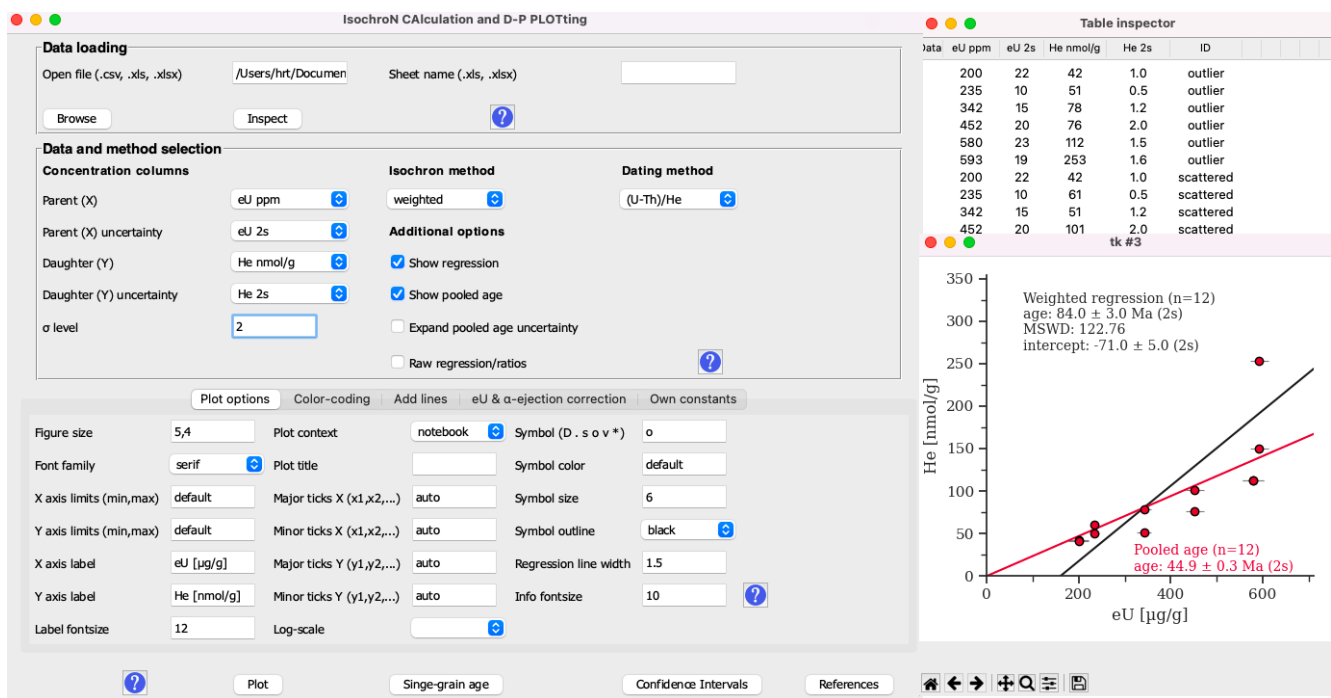 IsochroN CAlculation and D-P PLOTting
Data loading
Open file (.csv, .xls, .xlsx)
/Users/hrt/Documen
Sheet name (.xls, .xlsx)
Browse
Inspect
?
Data and method selection
Concentration columns
Isochron method
Dating method
Parent (X)
eU ppm
weighted
(U-Th)/He
Parent (X) uncertainty
eU 2s
Additional options
Daughter (Y)
He nmol/g
Show regression
Daughter (Y) uncertainty
He 2s
Show pooled age
σ level
2
Expand pooled age uncertainty
Raw regression/ratios
?
Plot options
Color-coding
Add lines
eU & α-ejection correction
Own constants
Figure size
5,4
Plot context
notebook
Symbol (D . s o v *)
o
Font family
serif
Plot title
Symbol color
default
X axis limits (min,max)
default
Major ticks X (x1,x2,...)
auto
Symbol size
6
Y axis limits (min,max)
default
Minor ticks X (x1,x2,...)
auto
Symbol outline
black
X axis label
eU [µg/g]
Major ticks Y (y1,y2,...)
auto
Regression line width
1.5
Y axis label
He [nmol/g]
Minor ticks Y (y1,y2,...)
auto
Info fontsize
10
?
Label fontsize
12
Log-scale
?
Plot
Singe-grain age
Confidence Intervals
References
Table inspector
Data eU ppm eU 2s He nmol/g He 2s ID
200 22 42 1.0 outlier
235 10 51 0.5 outlier
342 15 78 1.2 outlier
452 20 76 2.0 outlier
580 23 112 1.5 outlier
593 19 253 1.6 outlier
200 22 42 1.0 scattered
235 10 61 0.5 scattered
342 15 51 1.2 scattered
452 20 101 2.0 scattered
tk #3
350
300
250
200
150
100
50
0
He [nmol/g]
Weighted regression (n=12)
age: 84.0 ± 3.0 Ma (2s)
MSWD: 122.76
intercept: -71.0 ± 5.0 (2s)
Pooled age (n=12)
age: 44.9 ± 0.3 Ma (2s)
0 200 400 600
eU [µg/g]